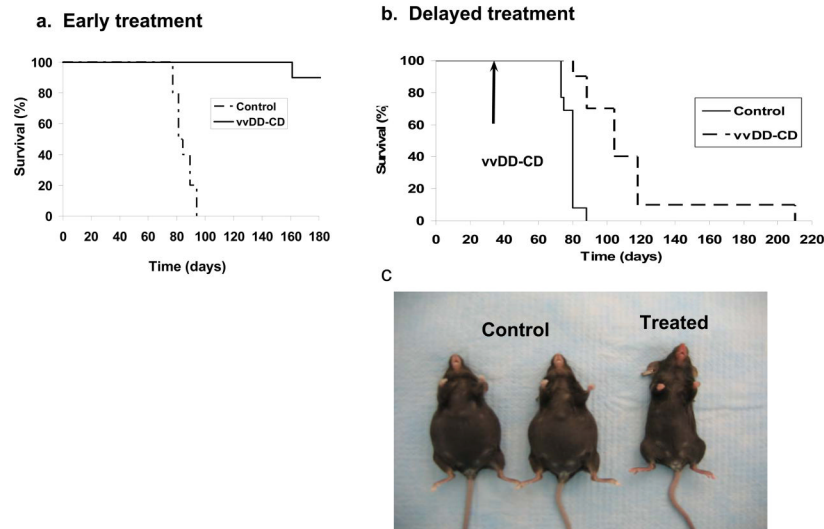 a. Early treatment
Survival (%)
100
80
60
40
20
0
Control
vvDD-CD
0 20 40 60 80 100 120 140 160 180
Time (days)
b. Delayed treatment
Survival (%)
100
80
60
40
20
0
vvDD-CD
Control
vvDD-CD
0 20 40 60 80 100 120 140 160 180 200 220
Time (days)
C
Control Treated